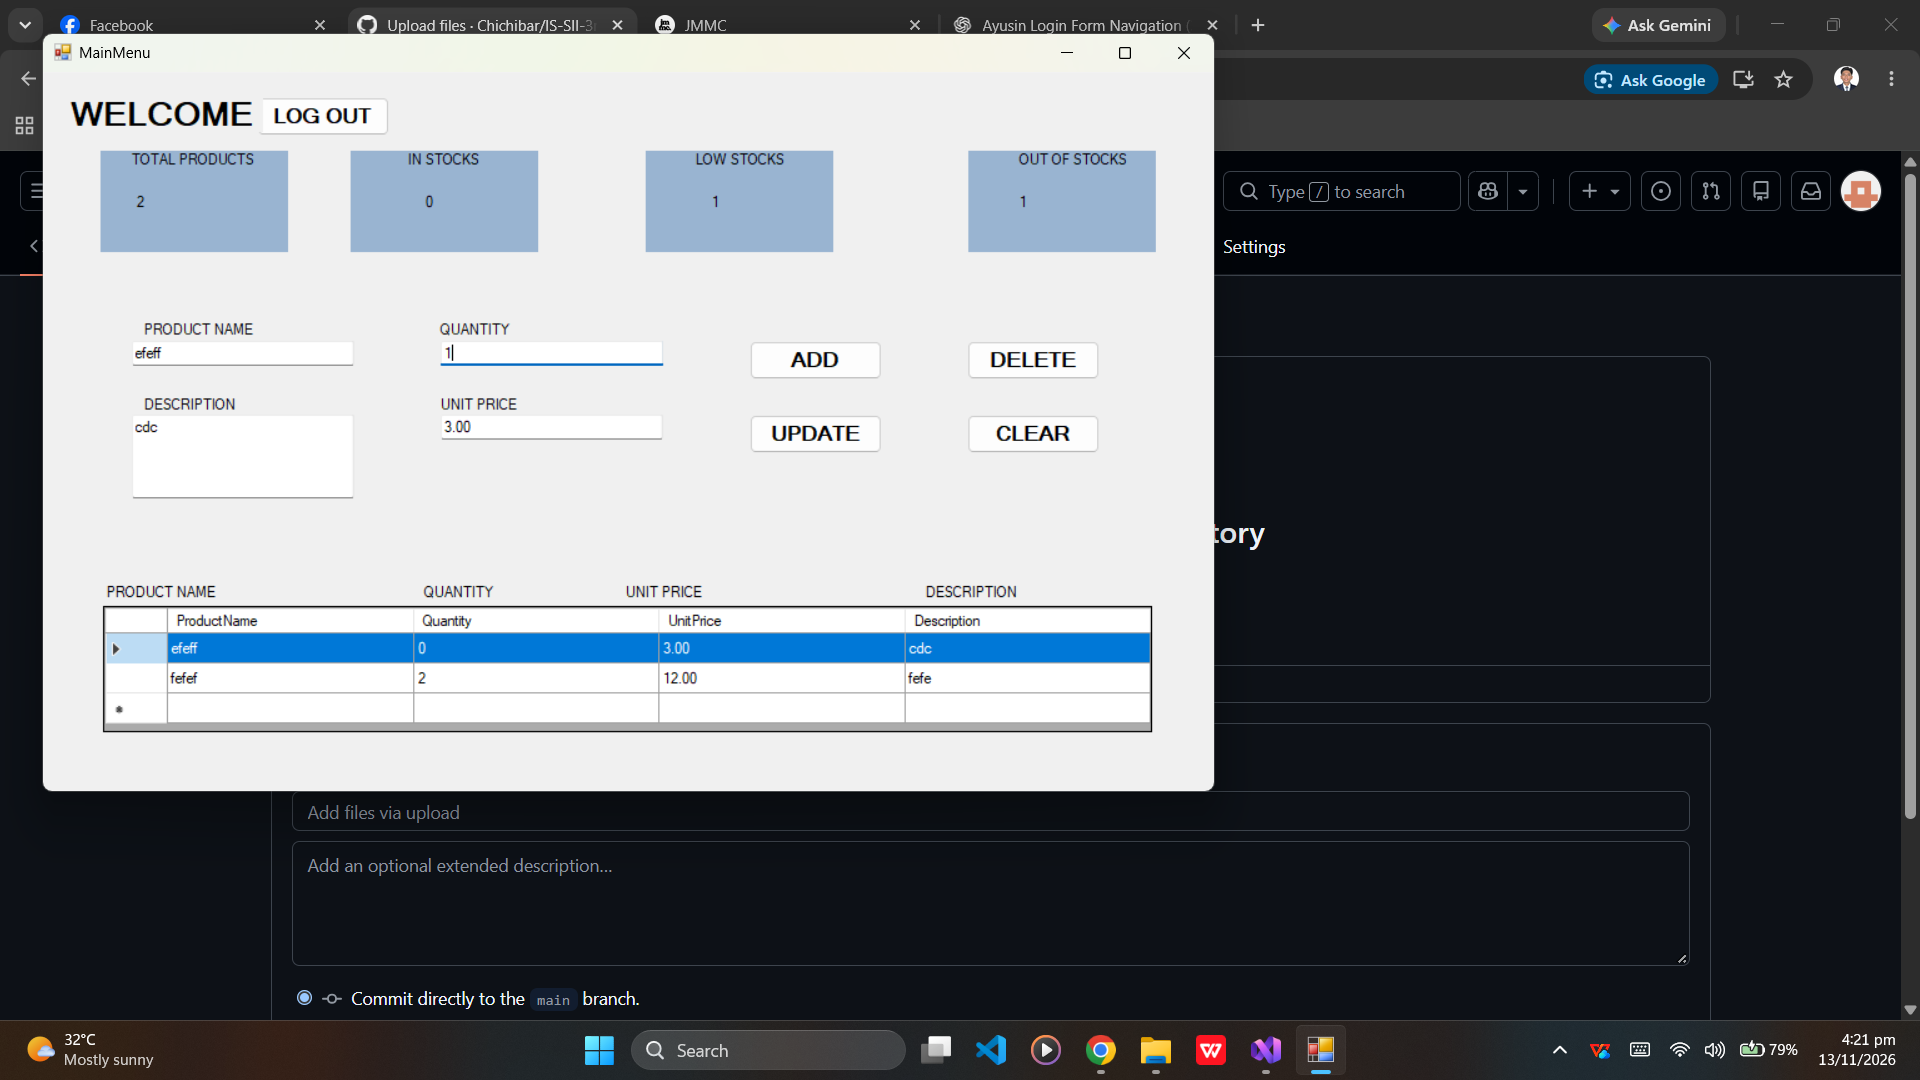 Facebook
Upload files · Chichibar/IS-SII-3
JMMC
Ayusin Login Form Navigation
Ask Gemini
MainMenu
Ask Google
WELCOME
LOG OUT
TOTAL PRODUCTS
IN STOCKS
LOW STOCKS
OUT OF STOCKS
2
0
1
1
Type / to search
Settings
PRODUCT NAME
QUANTITY
efeff
1
ADD
DELETE
DESCRIPTION
UNIT PRICE
cdc
3.00
UPDATE
CLEAR
tory
PRODUCT NAME
QUANTITY
UNIT PRICE
DESCRIPTION
ProductName
Quantity
UnitPrice
Description
efeff
0
3.00
cdc
fefef
2
12.00
fefe
Add files via upload
Add an optional extended description...
Commit directly to the main branch.
32°C
Mostly sunny
Search
79%
4:21 pm
13/11/2026